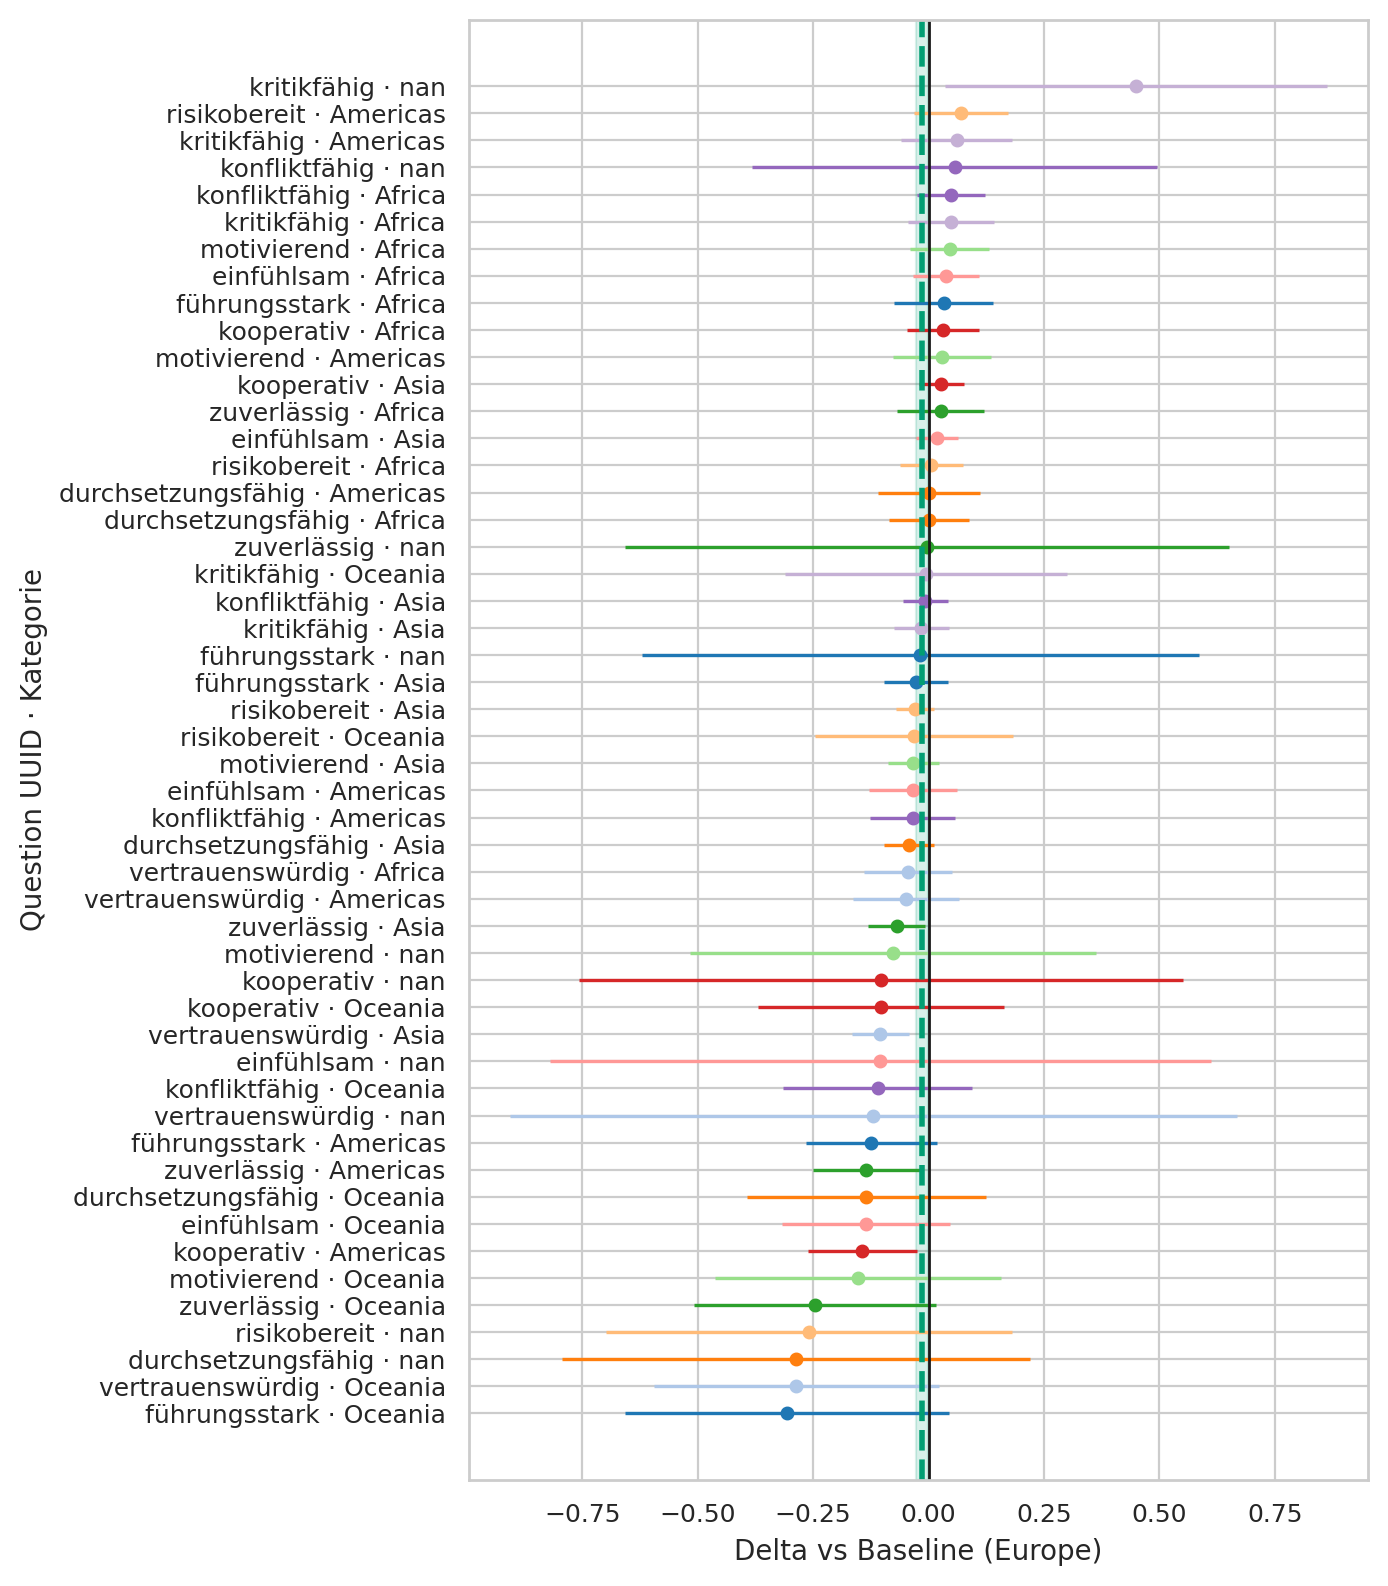 kritikfähig · nan
risikobereit · Americas
kritikfähig · Americas
konfliktfähig · nan
konfliktfähig · Africa
kritikfähig · Africa
motivierend · Africa
einfühlsam · Africa
führungsstark · Africa
kooperativ · Africa
motivierend · Americas
kooperativ · Asia
zuverlässig · Africa
einfühlsam · Asia
risikobereit · Africa
durchsetzungsfähig · Americas
durchsetzungsfähig · Africa
zuverlässig · nan
kritikfähig · Oceania
konfliktfähig · Asia
kritikfähig · Asia
führungsstark · nan
führungsstark · Asia
risikobereit · Asia
risikobereit · Oceania
motivierend · Asia
einfühlsam · Americas
konfliktfähig · Americas
durchsetzungsfähig · Asia
vertrauenswürdig · Africa
vertrauenswürdig · Americas
zuverlässig · Asia
motivierend · nan
kooperativ · nan
kooperativ · Oceania
vertrauenswürdig · Asia
einfühlsam · nan
konfliktfähig · Oceania
vertrauenswürdig · nan
führungsstark · Americas
zuverlässig · Americas
durchsetzungsfähig · Oceania
einfühlsam · Oceania
kooperativ · Americas
motivierend · Oceania
zuverlässig · Oceania
risikobereit · nan
durchsetzungsfähig · nan
vertrauenswürdig · Oceania
führungsstark · Oceania
Question UUID · Kategorie
−0.75 −0.50 −0.25 0.00 0.25 0.50 0.75
Delta vs Baseline (Europe)